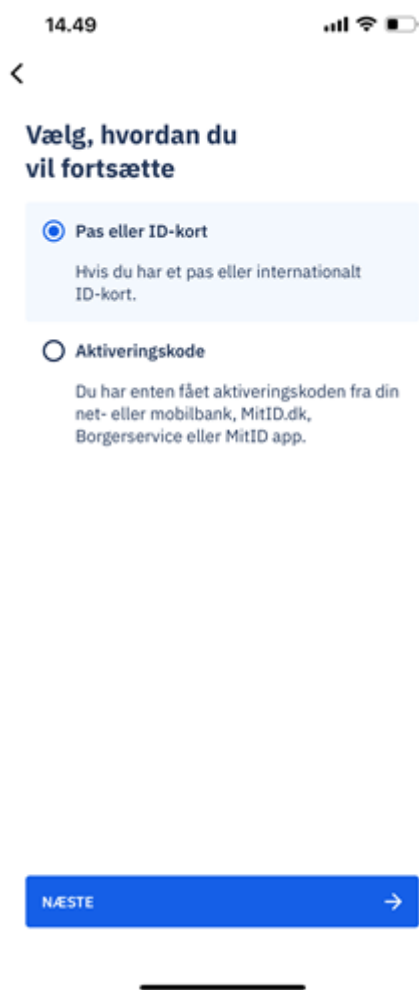 14.49
Vælg, hvordan du
vil fortsætte
Pas eller ID-kort
Hvis du har et pas eller internationalt
ID-kort.
Aktiveringskode
Du har enten fået aktiveringskoden fra din
net- eller mobilbank, MitID.dk,
Borgerservice eller MitID app.
NÆSTE